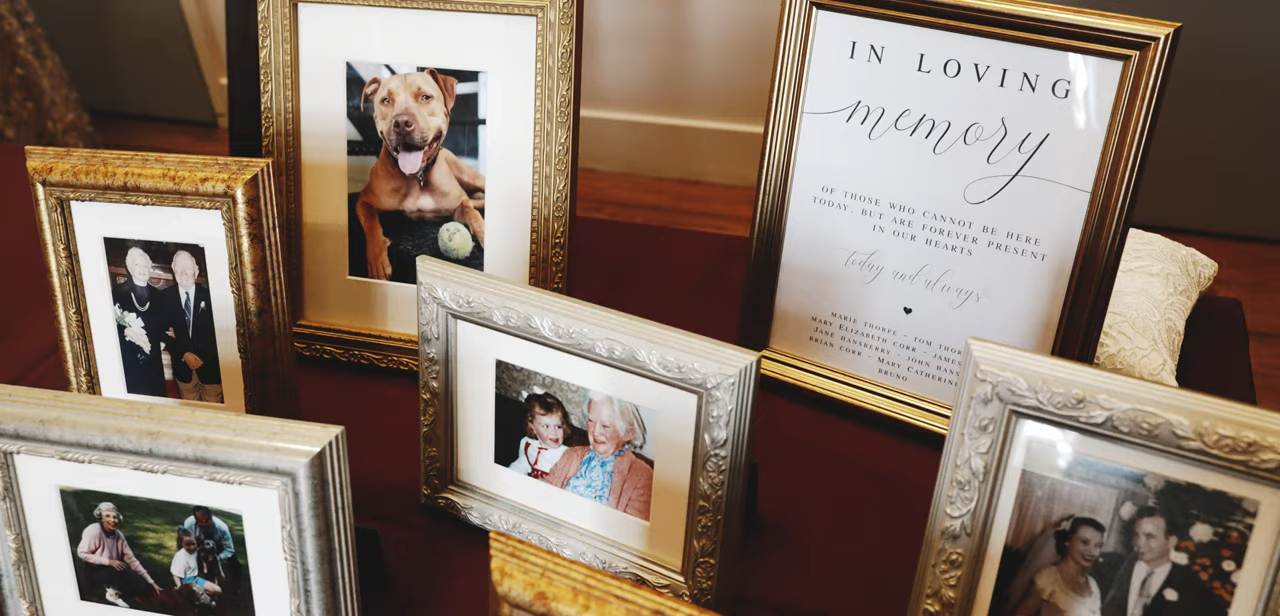 IN LOVING
memory
OF THOSE WHO CANNOT BE HERE
TODAY, BUT ARE FOREVER PRESENT
IN OUR HEARTS
today and always
MARIE THORPE - TOM THOR
MARY ELIZABETH CORR - JAMES
JANE HANSBERRY - JOHN HANS
BRIAN CORR - MARY CATHERINE
BRUNO